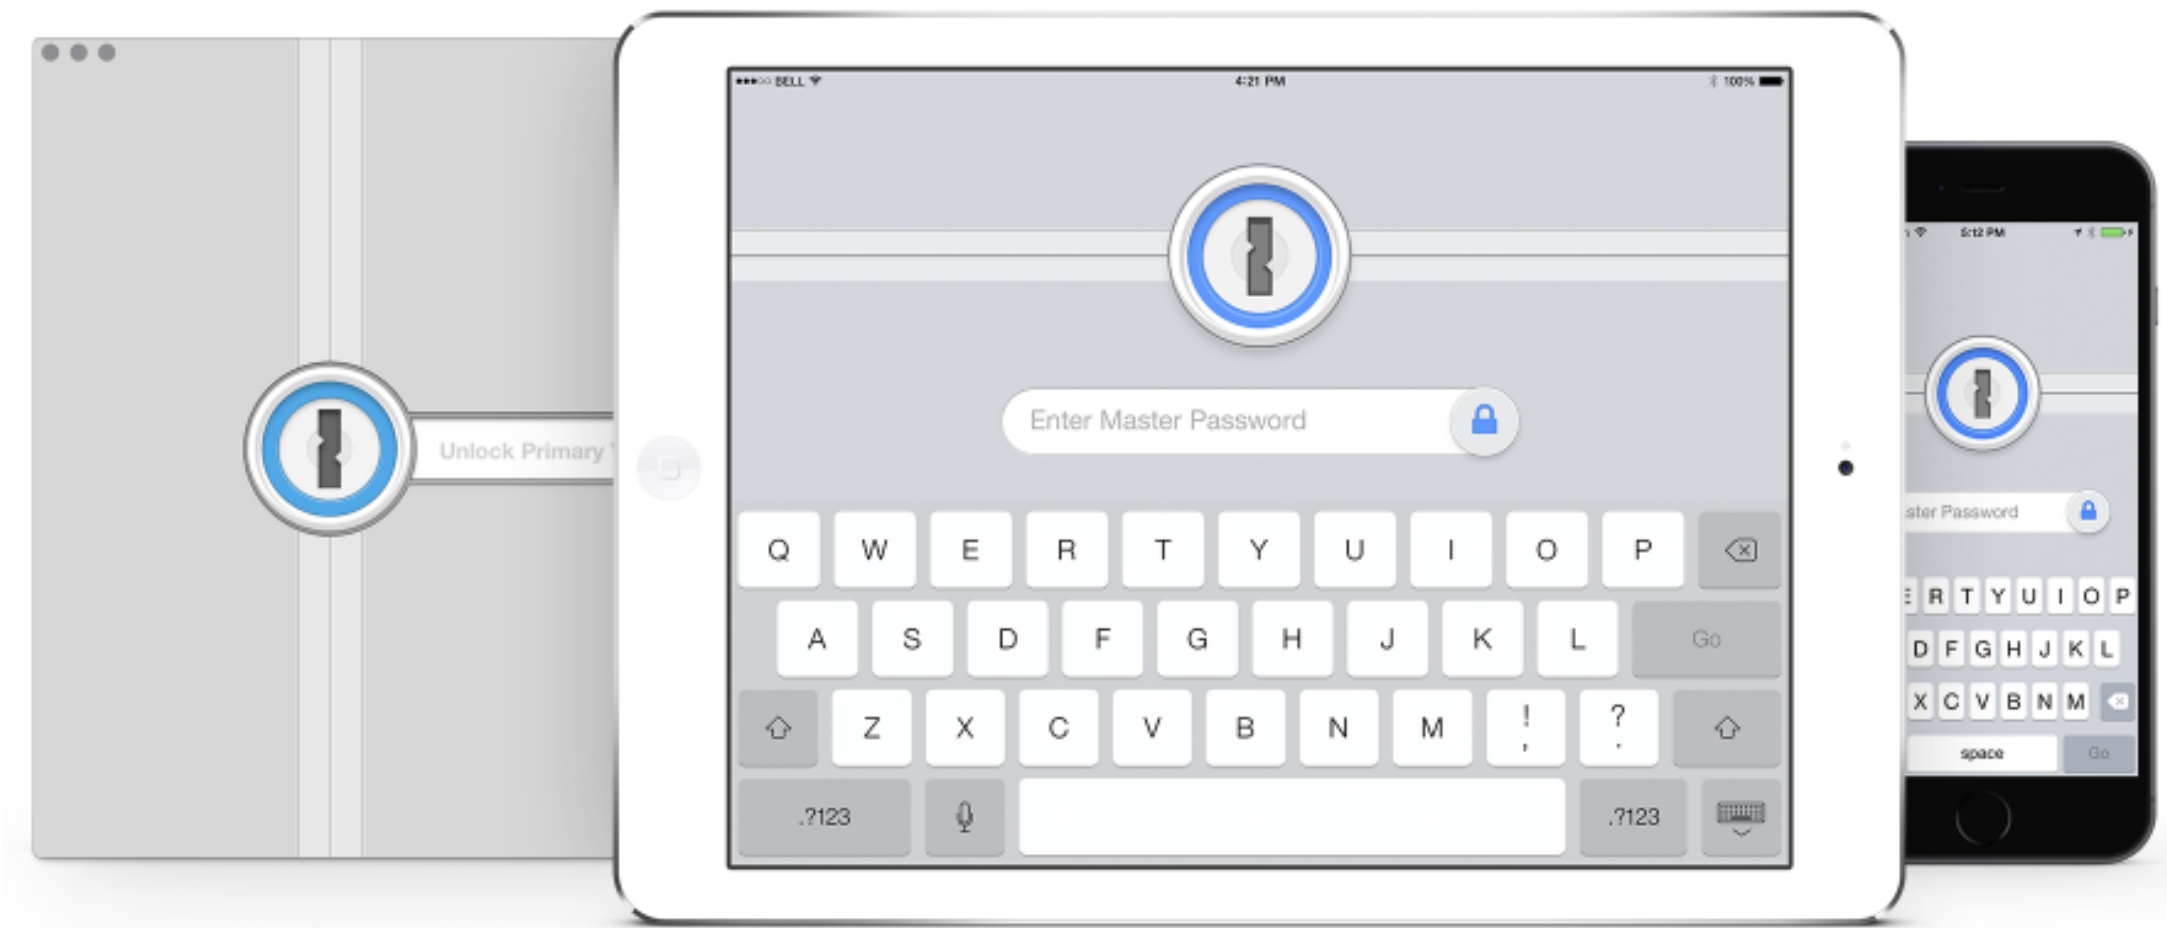 Unlock Primary
BELL
4:21 PM
100%
Enter Master Password
Q W E R T Y U I O P
A S D F G H J K L Go
Z X C V B N M ! , ? .
.?123 .?123
5:12 PM
ster Password
E R T Y U I O P
D F G H J K L
X C V B N M
space Go